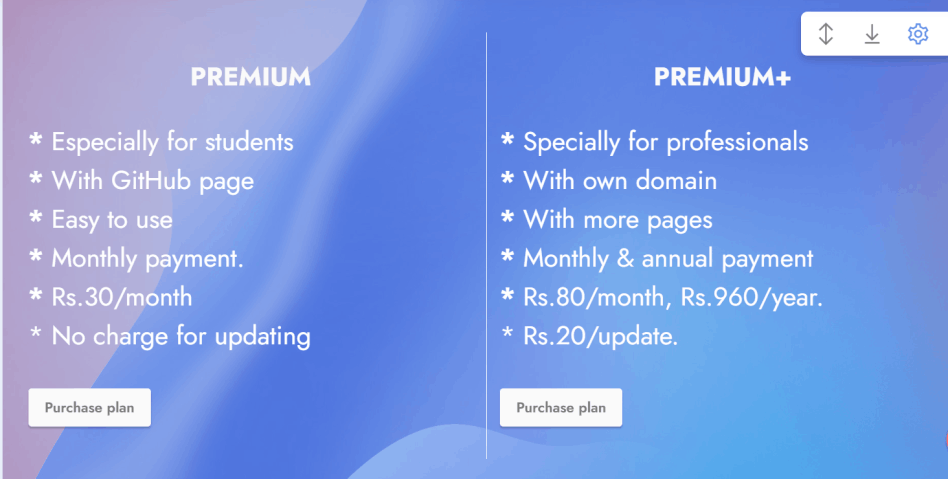 PREMIUM
* Especially for students
* With GitHub page
* Easy to use
* Monthly payment.
* Rs.30/month
* No charge for updating
Purchase plan
PREMIUM+
* Specially for professionals
* With own domain
* With more pages
* Monthly & annual payment
* Rs.80/month, Rs.960/year.
* Rs.20/update.
Purchase plan